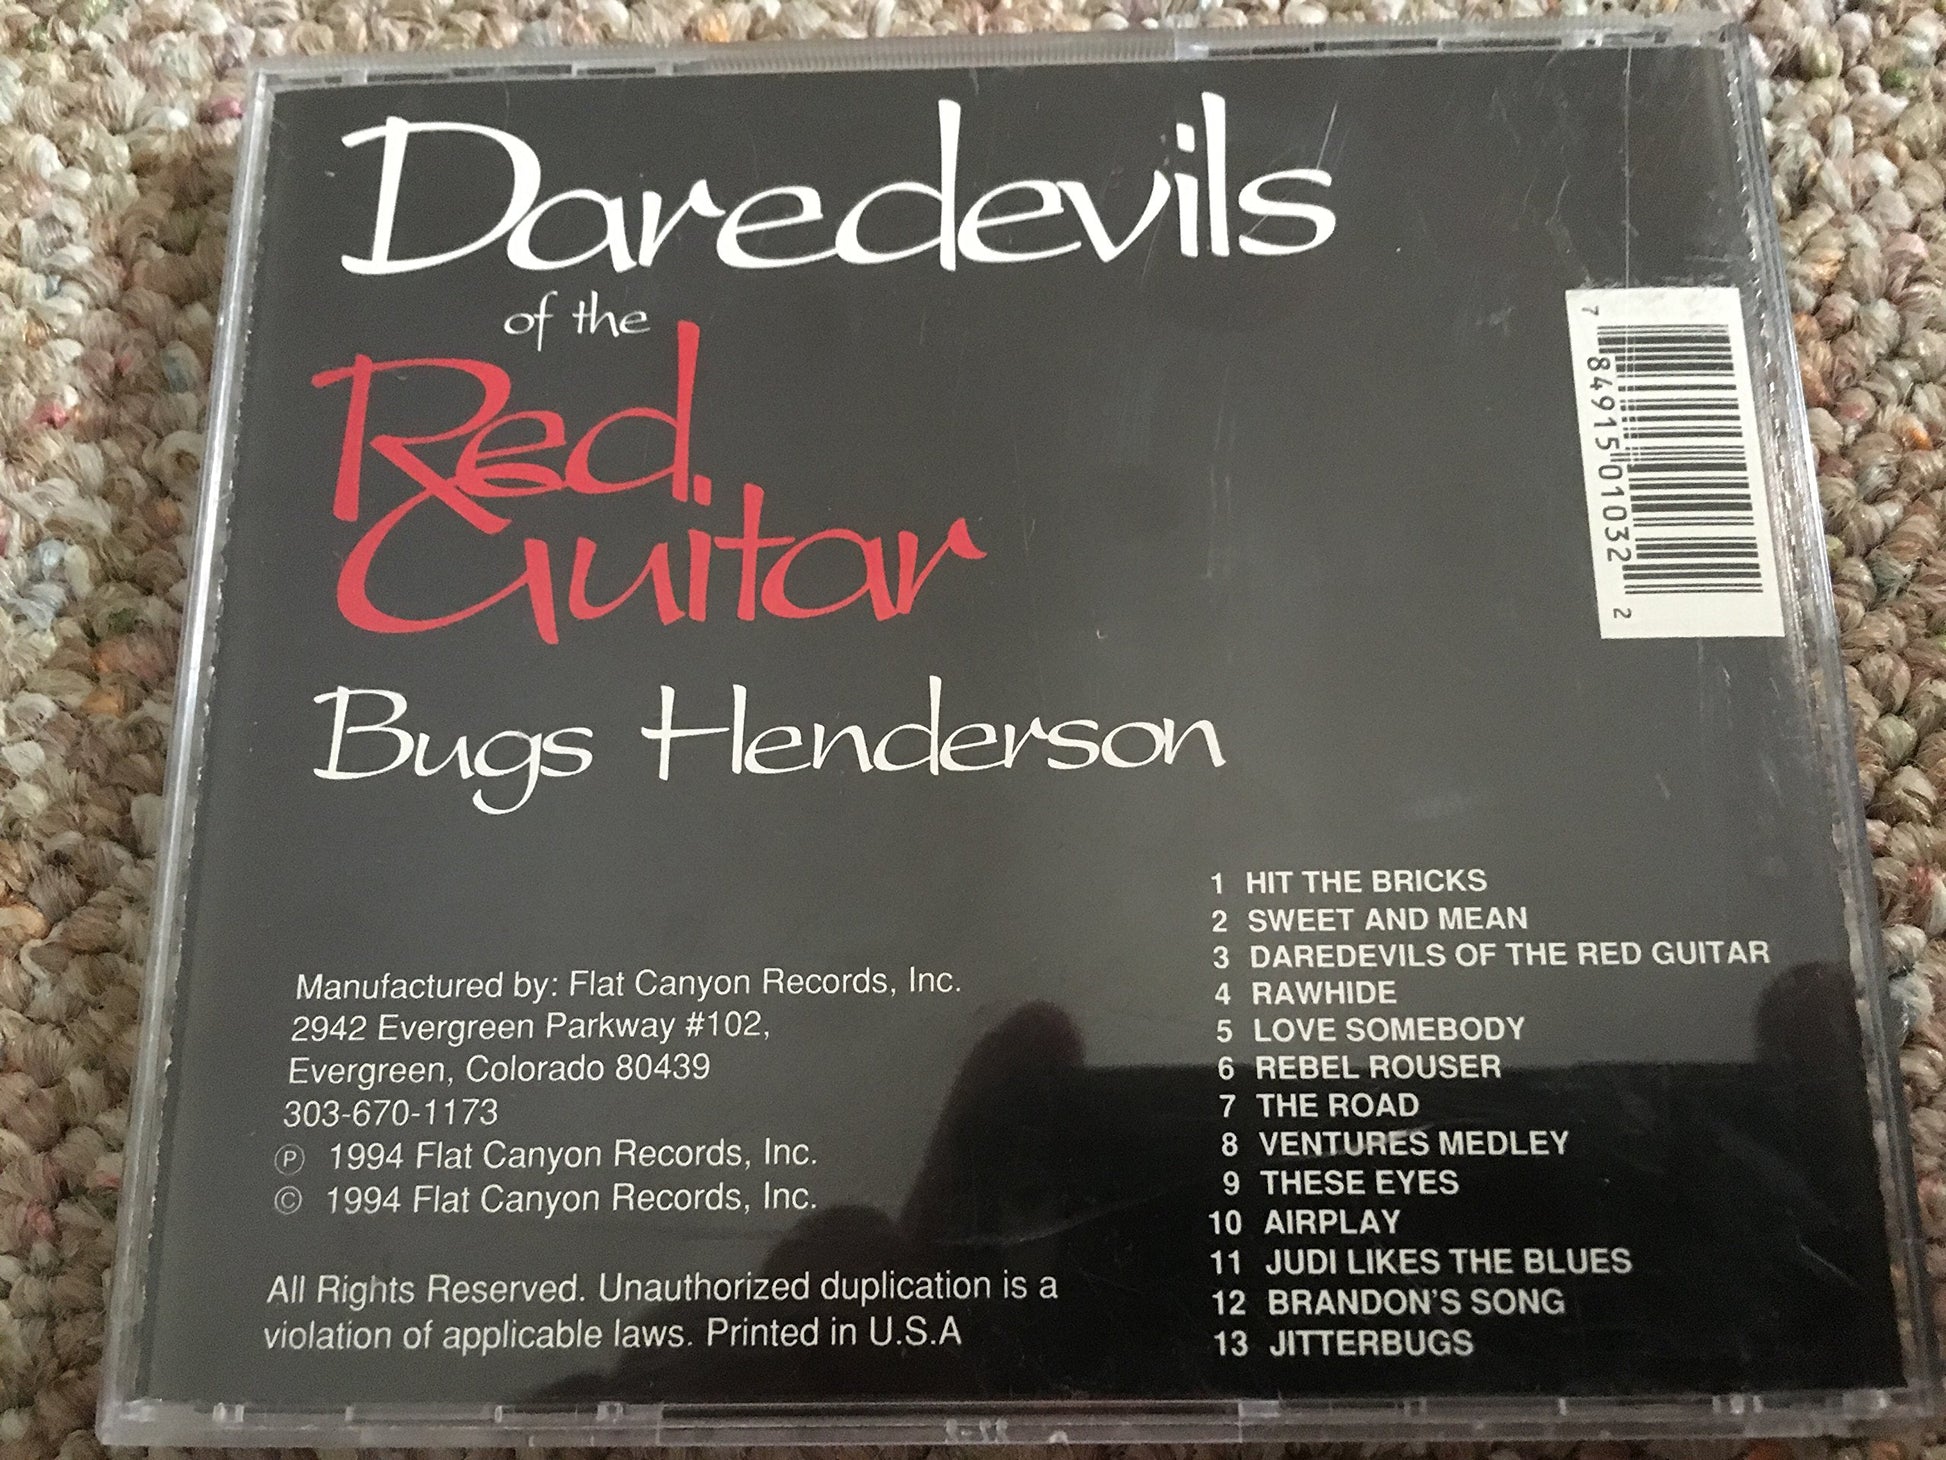 Daredevils
of the
Red
Guitar
Bugs Henderson
7 84915 01032 2
1 HIT THE BRICKS
2 SWEET AND MEAN
3 DAREDEVILS OF THE RED GUITAR
4 RAWHIDE
5 LOVE SOMEBODY
6 REBEL ROUSER
7 THE ROAD
8 VENTURES MEDLEY
9 THESE EYES
10 AIRPLAY
11 JUDI LIKES THE BLUES
12 BRANDON'S SONG
13 JITTERBUGS
Manufactured by: Flat Canyon Records, Inc.
2942 Evergreen Parkway #102,
Evergreen, Colorado 80439
303-670-1173
℗ 1994 Flat Canyon Records, Inc.
© 1994 Flat Canyon Records, Inc.
All Rights Reserved. Unauthorized duplication is a
violation of applicable laws. Printed in U.S.A